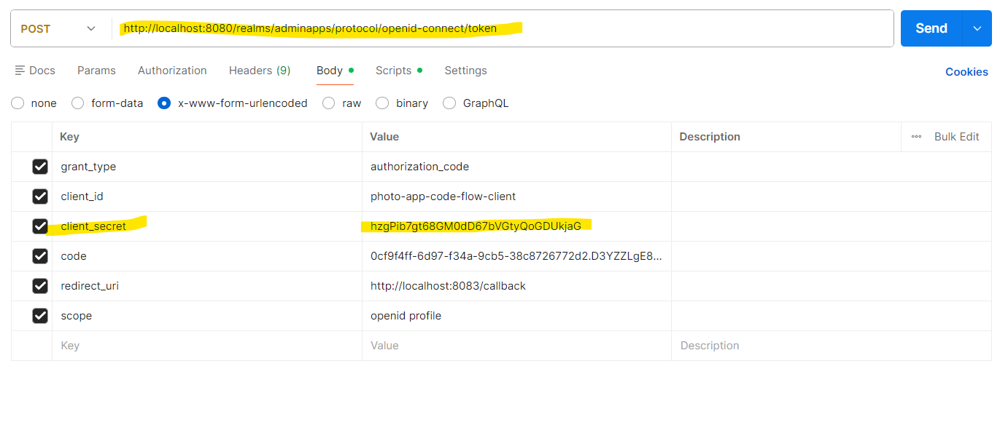 POST http://localhost:8080/realms/adminapps/protocol/openid-connect/token Send
Docs Params Authorization Headers (9) Body Scripts Settings Cookies
none form-data x-www-form-urlencoded raw binary GraphQL
Key Value Description Bulk Edit
grant_type authorization_code
client_id photo-app-code-flow-client
client_secret hzgPib7gt68GM0dD67bVGtyQoGDUkjaG
code 0cf9f4ff-6d97-f34a-9cb5-38c8726772d2.D3YZZLgE8...
redirect_uri http://localhost:8083/callback
scope openid profile
Key Value Description